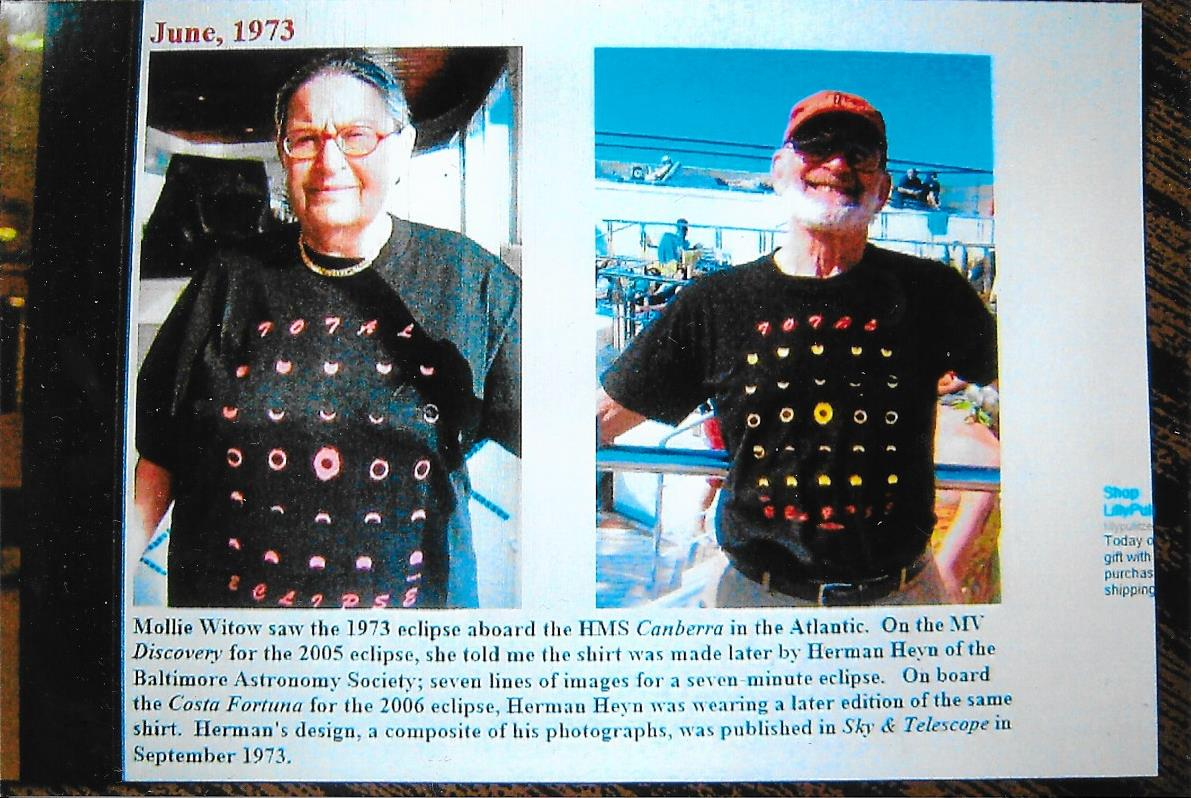 June, 1973
TOTAL
TOTAL
ECLIPSE
ECLIPSE
Mollie Witow saw the 1973 eclipse aboard the HMS Canberra in the Atlantic. On the MV
Discovery for the 2005 eclipse, she told me the shirt was made later by Herman Heyn of the
Baltimore Astronomy Society; seven lines of images for a seven-minute eclipse. On board
the Costa Fortuna for the 2006 eclipse, Herman Heyn was wearing a later edition of the same
shirt. Herman's design, a composite of his photographs, was published in Sky & Telescope in
September 1973.
Shop
LillyPul
Today o
gift with
purchas
shipping